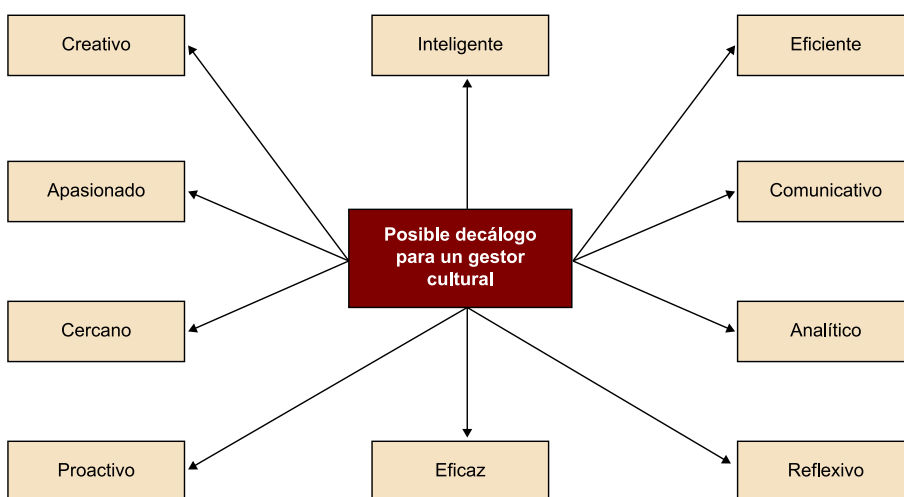 Creativo
Inteligente
Eficiente
Apasionado
Comunicativo
Posible decálogo
para un gestor
cultural
Cercano
Analítico
Proactivo
Eficaz
Reflexivo